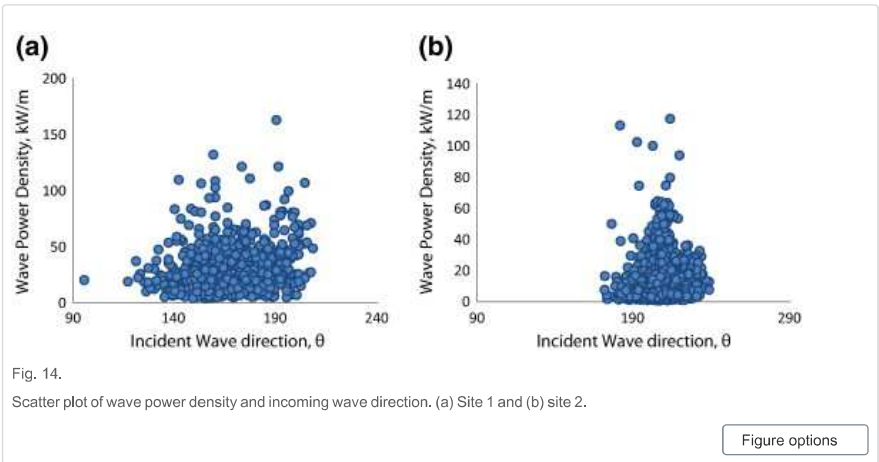 (a)
Wave Power Density, kW/m
200
150
100
50
0
90 140 190 240
Incident Wave direction, θ
(b)
Wave Power Density, kW/m
140
120
100
80
60
40
20
0
90 190 290
Incident Wave direction, θ
Fig. 14.
Scatter plot of wave power density and incoming wave direction. (a) Site 1 and (b) site 2.
Figure options